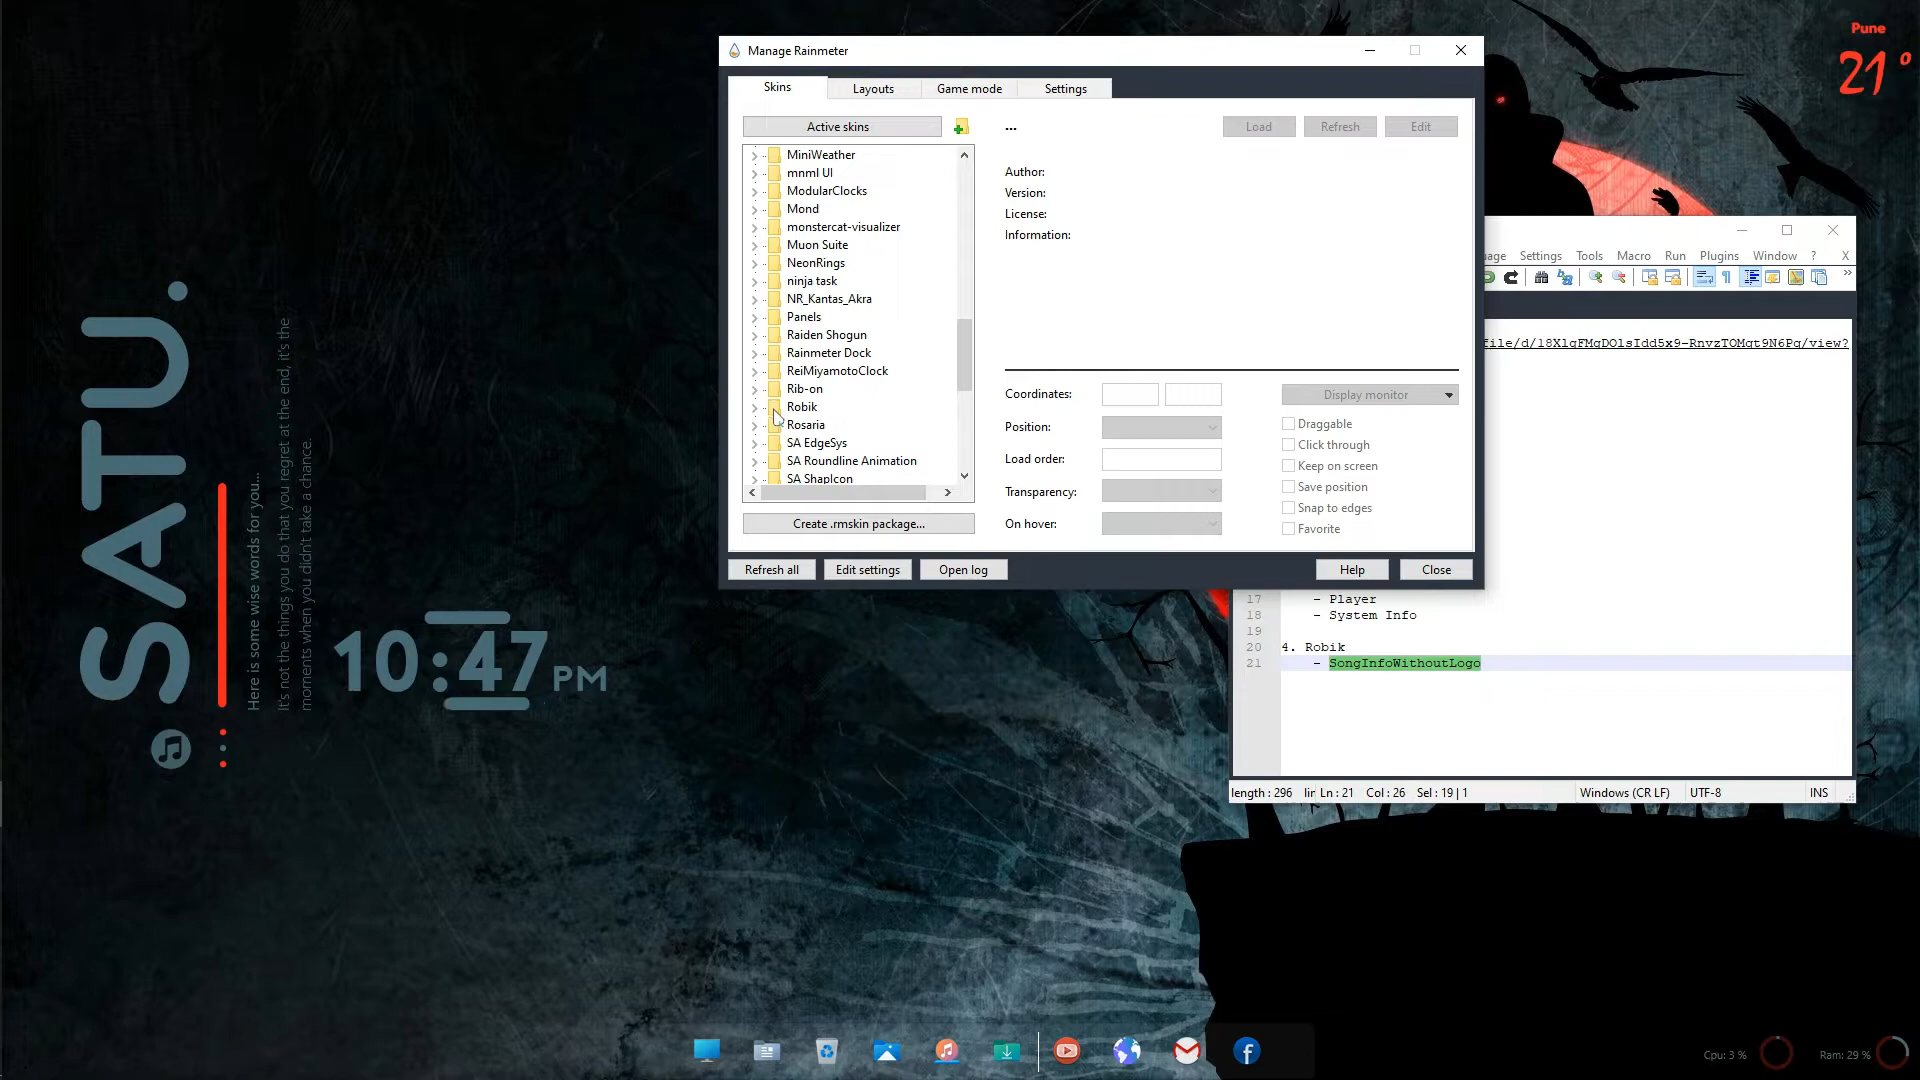 Pune
21°
Manage Rainmeter
Skins
Layouts
Game mode
Settings
Active skins
...
Load
Refresh
Edit
MiniWeather
mnml UI
ModularClocks
Mond
monstercat-visualizer
Muon Suite
NeonRings
ninja task
NR_Kantas_Akra
Panels
Raiden Shogun
Rainmeter Dock
ReiMiyamotoClock
Rib-on
Robik
Rosaria
SA EdgeSys
SA Roundline Animation
SA ShapIcon
Author:
Version:
License:
Information:
Coordinates:
Display monitor
Position:
Load order:
Transparency:
On hover:
Draggable
Click through
Keep on screen
Save position
Snap to edges
Favorite
Create .rmskin package...
Refresh all
Edit settings
Open log
Help
Close
uage Settings Tools Macro Run Plugins Window ? X
file/d/18XlgFMgDOlsIdd5x9-RnvzTOMgt9N6Pg/view?
17 - Player
18 - System Info
19
20 4. Robik
21 - SongInfoWithoutLogo
length : 296 lir Ln : 21 Col : 26 Sel : 19 | 1 Windows (CR LF) UTF-8 INS
SATU.
Here is some wise words for you...
It's not the things you do that you regret at the end, it's the
moments when you didn't take a chance.
10:47 PM
Cpu: 3 %
Ram: 29 %